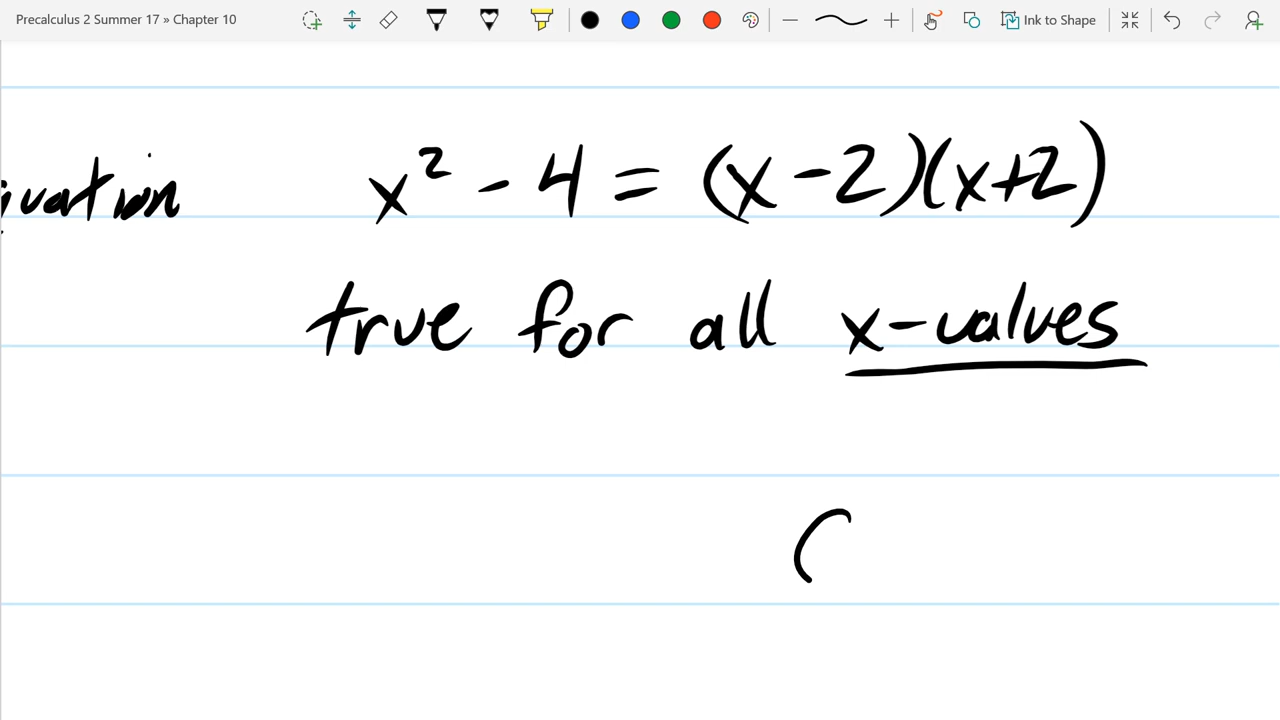 Precalculus 2 Summer 17 » Chapter 10 Ink to Shape
x² - 4 = (x-2)(x+2)
true for all x-values
(